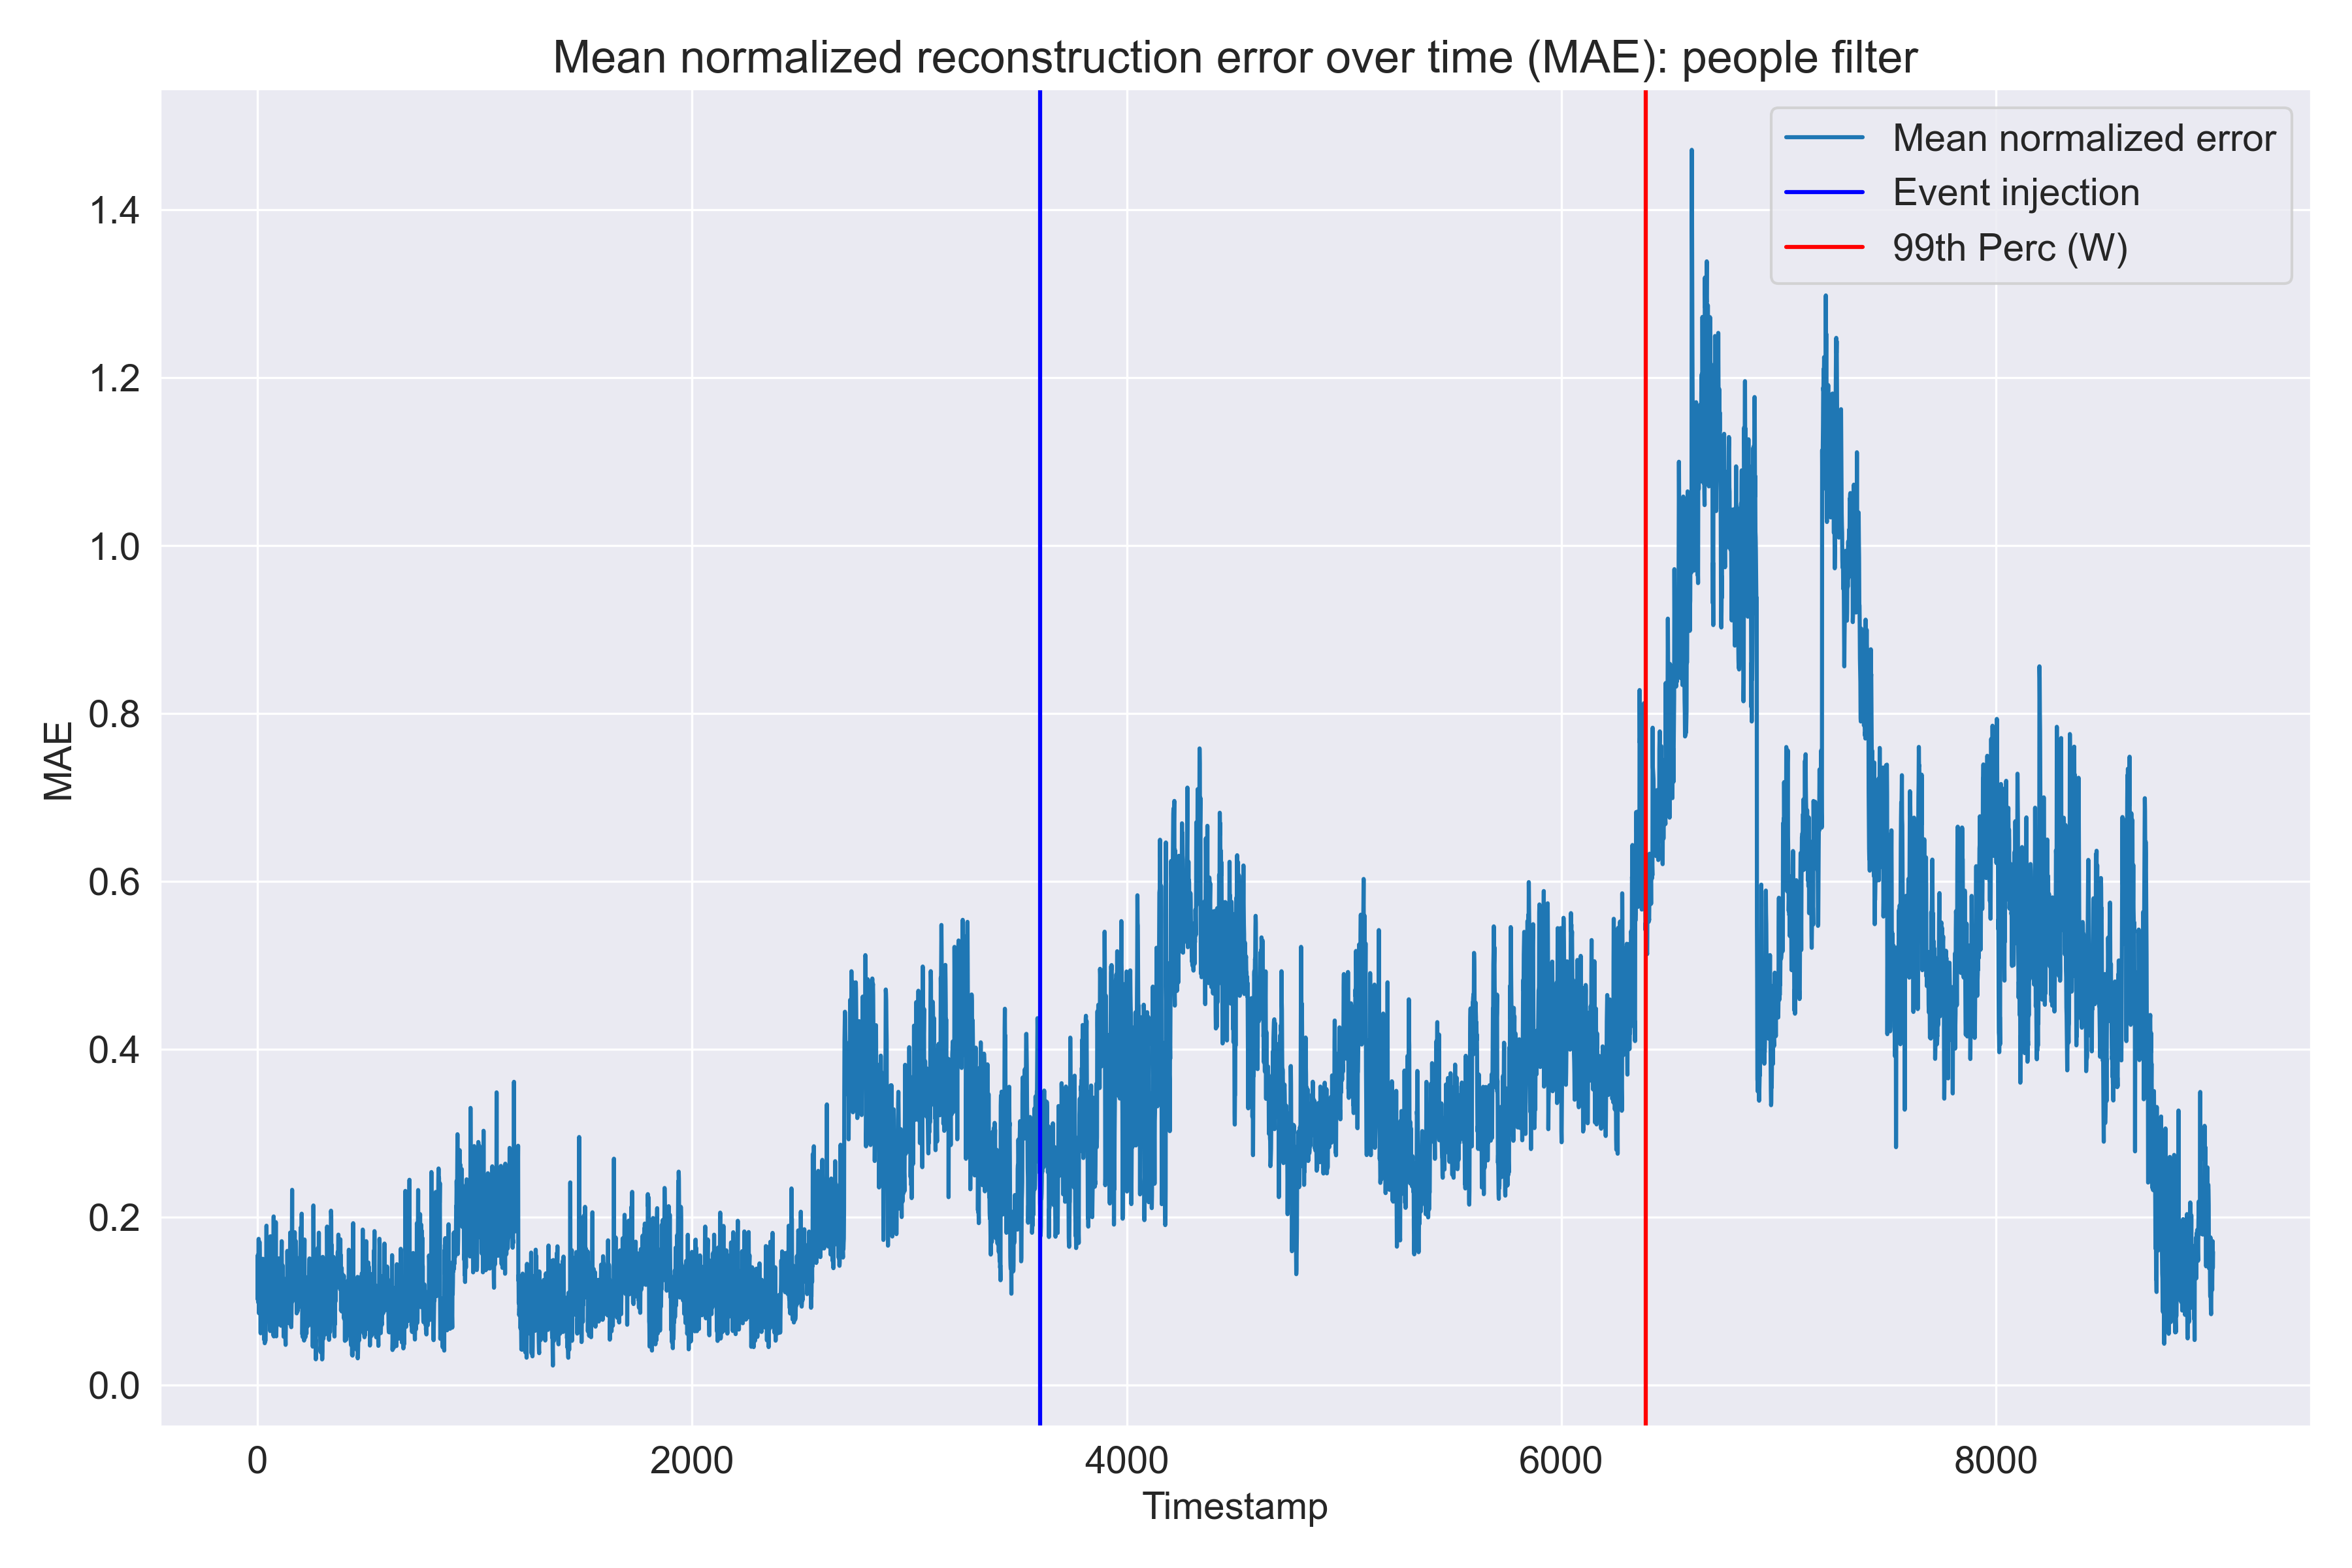 Mean normalized reconstruction error over time (MAE): people filter
Mean normalized error
Event injection
99th Perc (W)
1.4
1.2
1.0
0.8
0.6
0.4
0.2
0.0
MAE
0 2000 4000 6000 8000
Timestamp